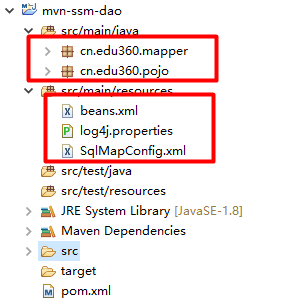 mvn-ssm-dao
src/main/java
cn.edu360.mapper
cn.edu360.pojo
src/main/resources
beans.xml
log4j.properties
SqlMapConfig.xml
src/test/java
src/test/resources
JRE System Library [JavaSE-1.8]
Maven Dependencies
src
target
pom.xml